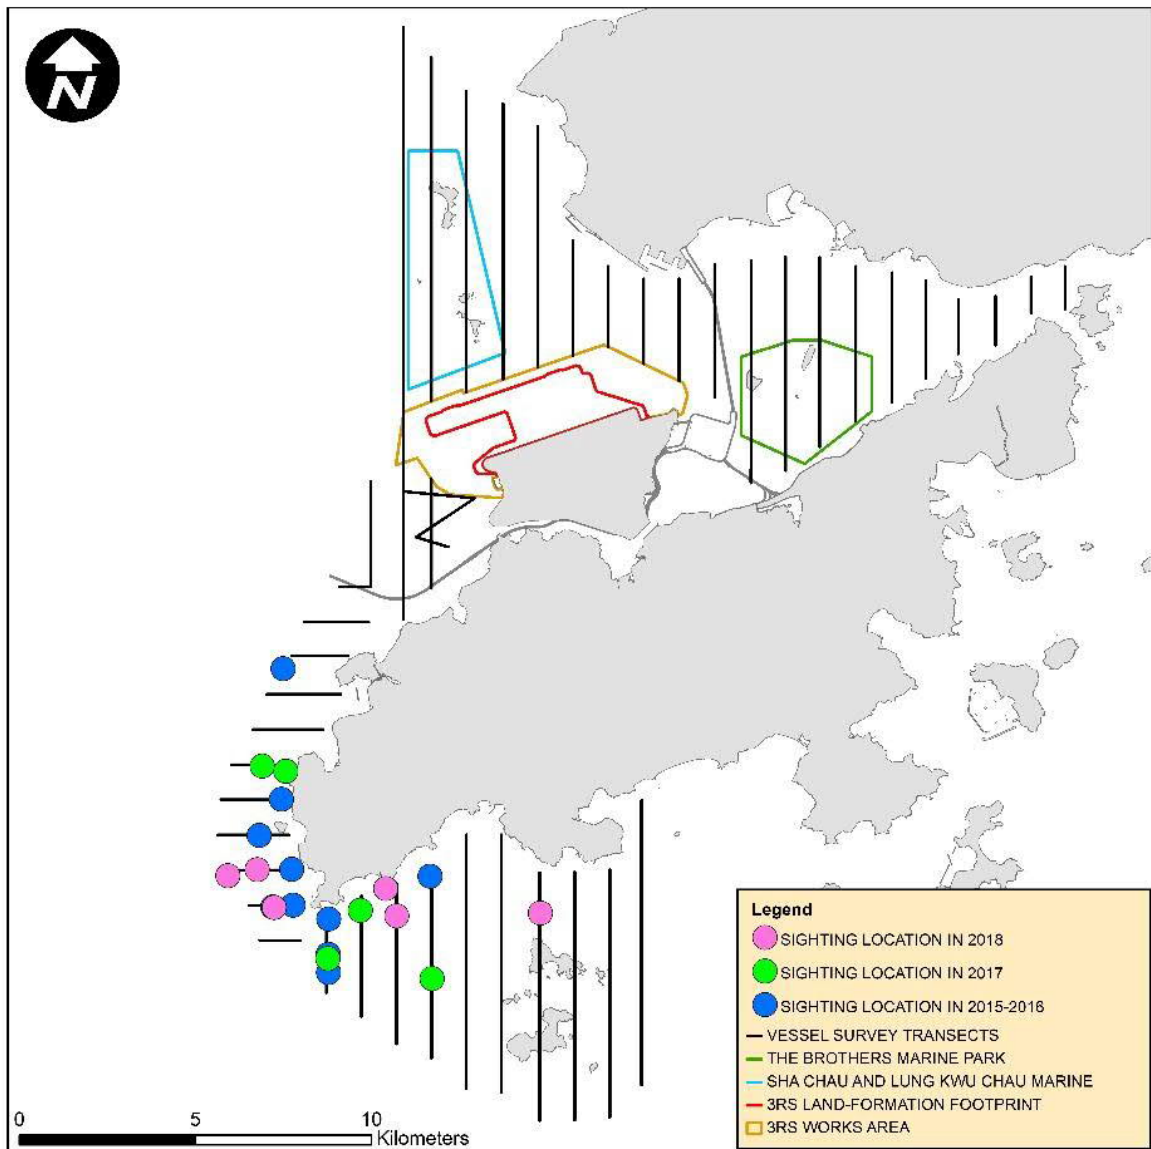 N
Legend
SIGHTING LOCATION IN 2018
SIGHTING LOCATION IN 2017
SIGHTING LOCATION IN 2015-2016
VESSEL SURVEY TRANSECTS
THE BROTHERS MARINE PARK
SHA CHAU AND LUNG KWU CHAU MARINE
3RS LAND-FORMATION FOOTPRINT
3RS WORKS AREA
0 5 10
Kilometers